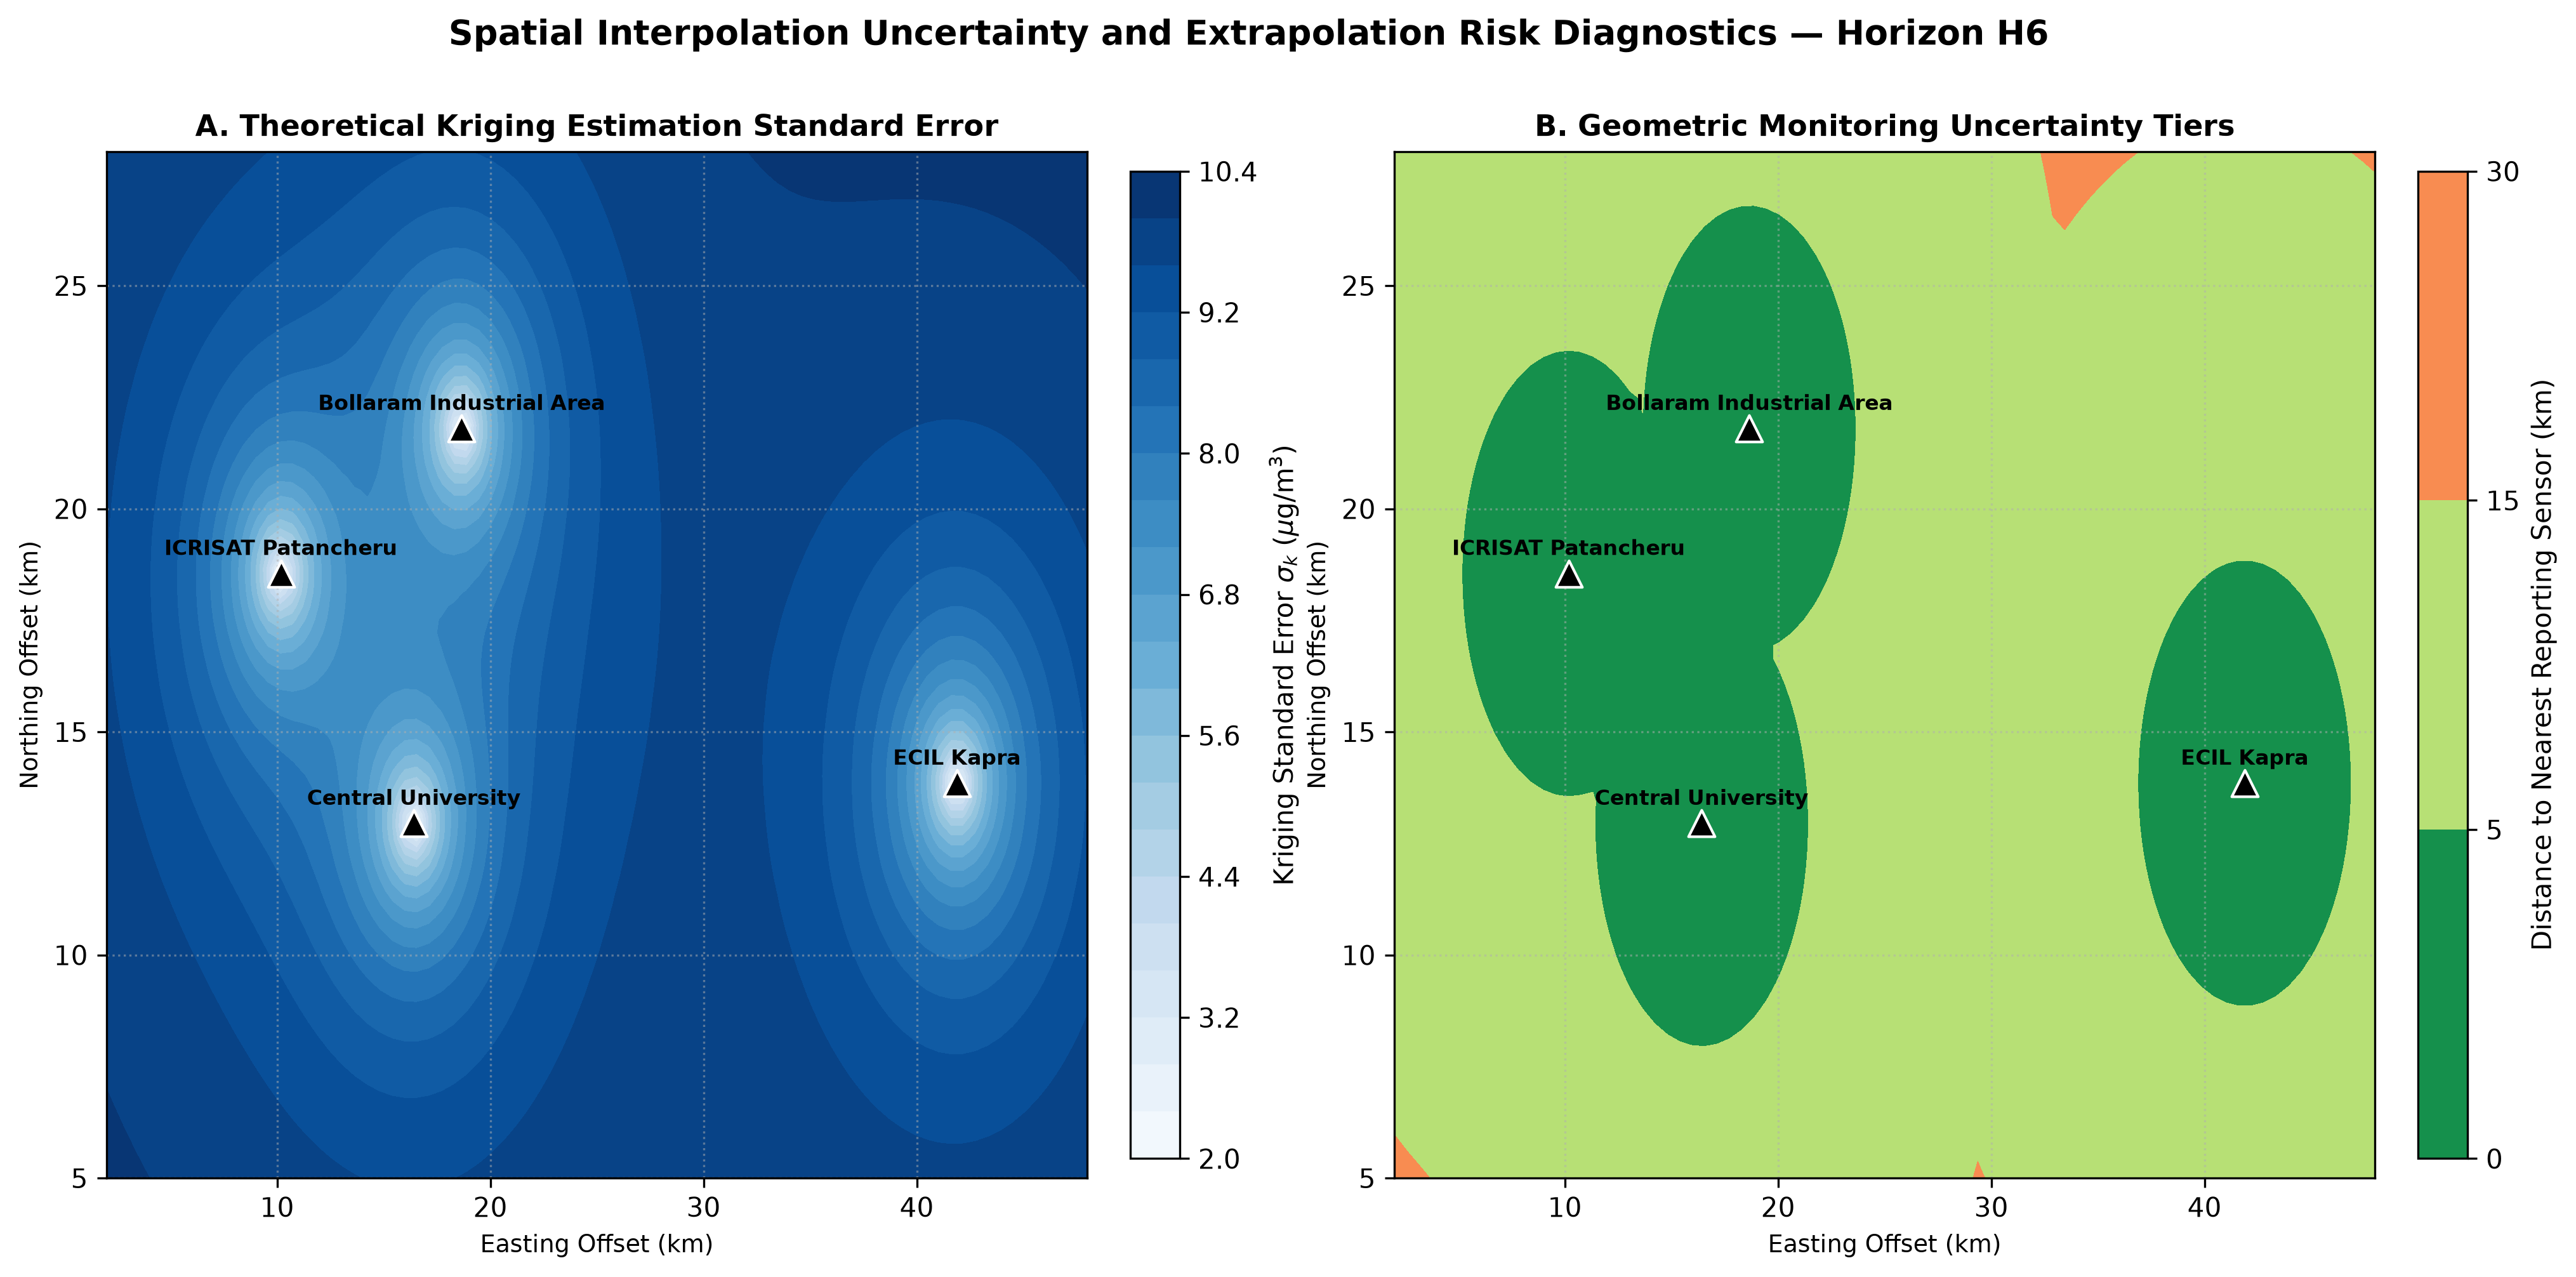 Spatial Interpolation Uncertainty and Extrapolation Risk Diagnostics — Horizon H6
A. Theoretical Kriging Estimation Standard Error
Northing Offset (km)
25
20
15
10
5
Bollaram Industrial Area
ICRISAT Patancheru
ECIL Kapra
Central University
10
20
30
40
Easting Offset (km)
10.4
9.2
8.0
6.8
5.6
4.4
3.2
2.0
Kriging Standard Error σk (μg/m³)
B. Geometric Monitoring Uncertainty Tiers
Northing Offset (km)
25
20
15
10
5
Bollaram Industrial Area
ICRISAT Patancheru
ECIL Kapra
Central University
10
20
30
40
Easting Offset (km)
30
15
5
0
Distance to Nearest Reporting Sensor (km)